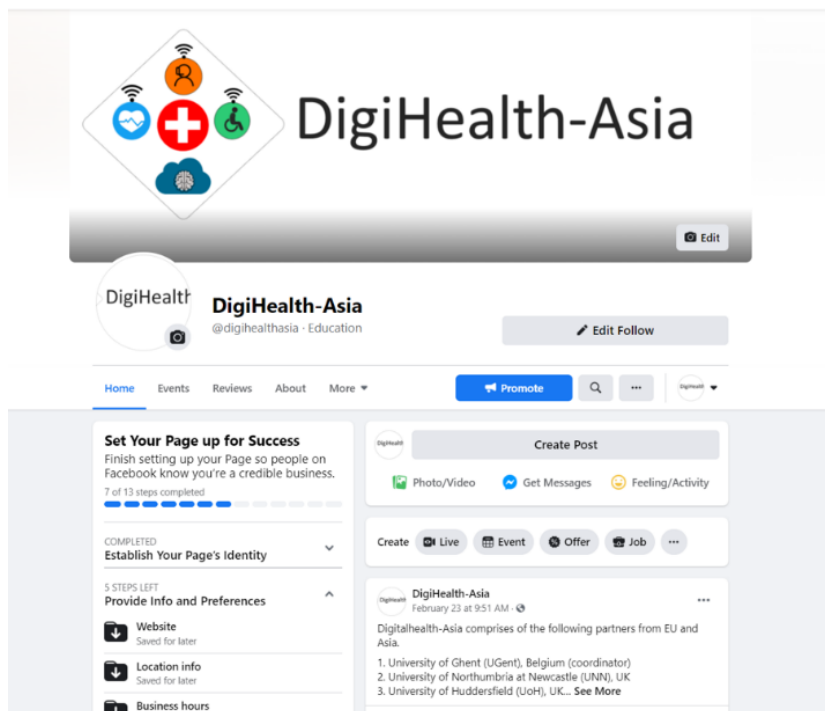 DigiHealth-Asia
Edit
DigiHealth
DigiHealth-Asia
@digihealthasia · Education
Edit Follow
Home Events Reviews About More
Promote
DigiHealth
Set Your Page up for Success
Finish setting up your Page so people on
Facebook know you're a credible business.
7 of 13 steps completed
COMPLETED
Establish Your Page's Identity
5 STEPS LEFT
Provide Info and Preferences
Website
Saved for later
Location info
Saved for later
Business hours
DigiHealth
Create Post
Photo/Video Get Messages Feeling/Activity
Create Live Event Offer Job
DigiHealth
DigiHealth-Asia
February 23 at 9:51 AM ·
Digitalhealth-Asia comprises of the following partners from EU and
Asia.
1. University of Ghent (UGent), Belgium (coordinator)
2. University of Northumbria at Newcastle (UNN), UK
3. University of Huddersfield (UoH), UK... See More